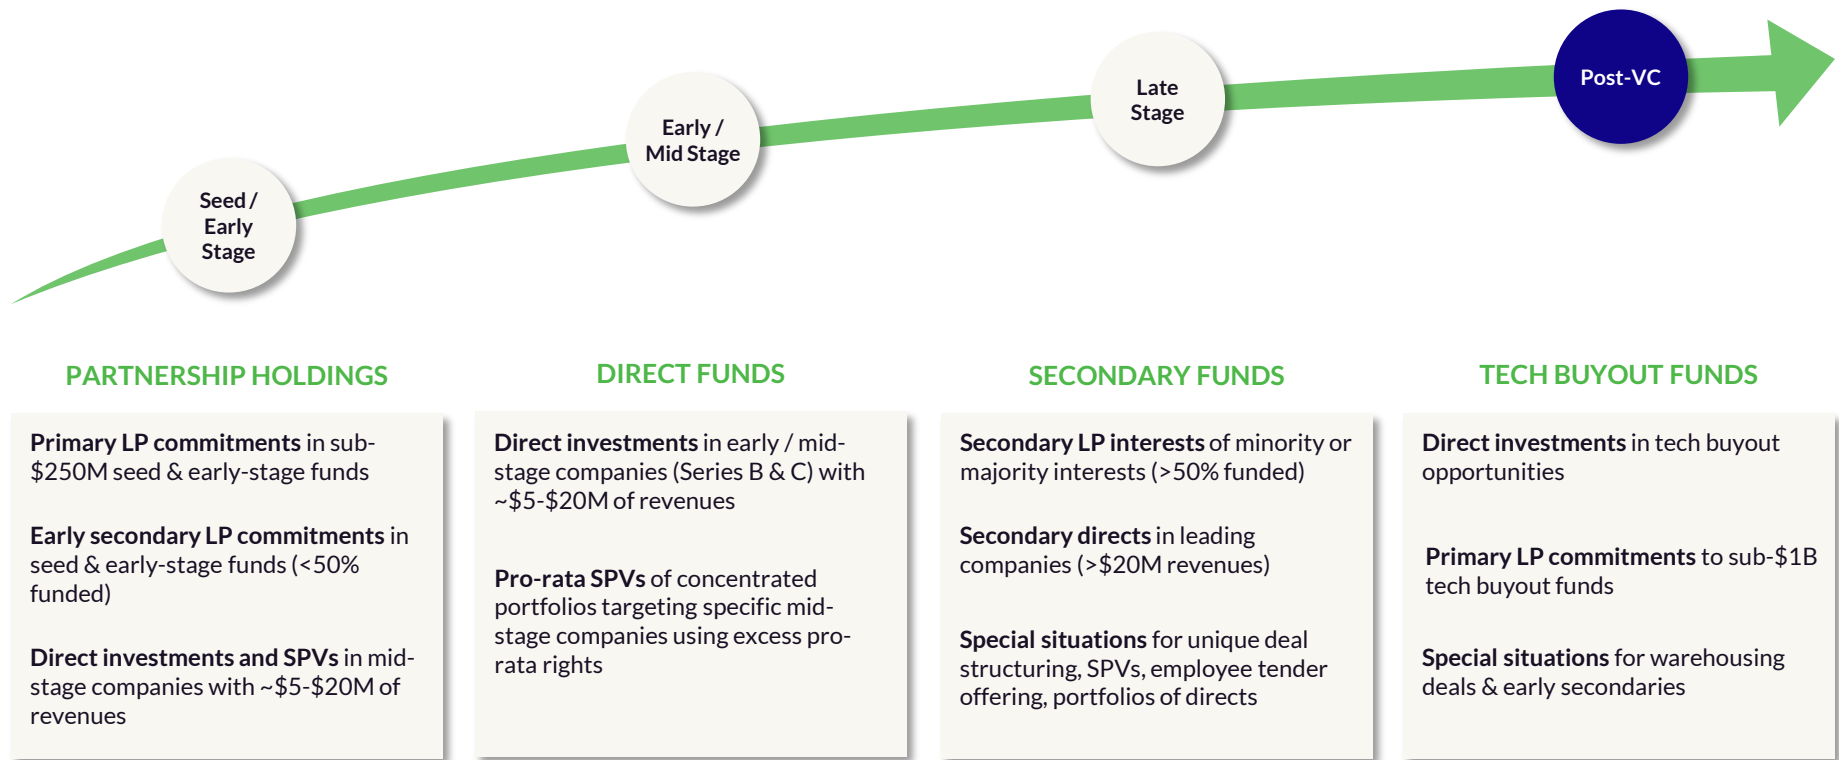 Seed /
Early
Stage
Early /
Mid Stage
Late
Stage
Post-VC
PARTNERSHIP HOLDINGS
Primary LP commitments in sub-
$250M seed & early-stage funds
Early secondary LP commitments in
seed & early-stage funds (<50%
funded)
Direct investments and SPVs in mid-
stage companies with ~$5-$20M of
revenues
DIRECT FUNDS
Direct investments in early / mid-
stage companies (Series B & C) with
~$5-$20M of revenues
Pro-rata SPVs of concentrated
portfolios targeting specific mid-
stage companies using excess pro-
rata rights
SECONDARY FUNDS
Secondary LP interests of minority or
majority interests (>50% funded)
Secondary directs in leading
companies (>$20M revenues)
Special situations for unique deal
structuring, SPVs, employee tender
offering, portfolios of directs
TECH BUYOUT FUNDS
Direct investments in tech buyout
opportunities
Primary LP commitments to sub-$1B
tech buyout funds
Special situations for warehousing
deals & early secondaries